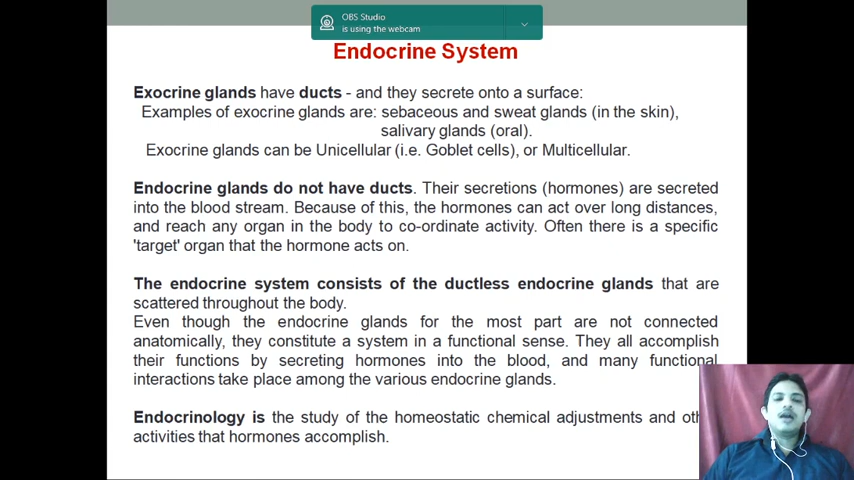 OBS Studio
is using the webcam
Endocrine System
Exocrine glands have ducts - and they secrete onto a surface:
Examples of exocrine glands are: sebaceous and sweat glands (in the skin),
salivary glands (oral).
Exocrine glands can be Unicellular (i.e. Goblet cells), or Multicellular.
Endocrine glands do not have ducts. Their secretions (hormones) are secreted
into the blood stream. Because of this, the hormones can act over long distances,
and reach any organ in the body to co-ordinate activity. Often there is a specific
'target' organ that the hormone acts on.
The endocrine system consists of the ductless endocrine glands that are
scattered throughout the body.
Even though the endocrine glands for the most part are not connected
anatomically, they constitute a system in a functional sense. They all accomplish
their functions by secreting hormones into the blood, and many functional
interactions take place among the various endocrine glands.
Endocrinology is the study of the homeostatic chemical adjustments and
activities that hormones accomplish.